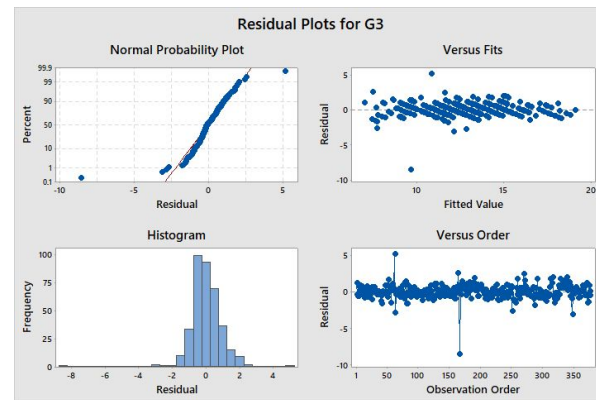 Residual Plots for G3
Normal Probability Plot
99.9
99
90
50
10
1
0.1
Percent
-10 -5 0 5
Residual
Versus Fits
5
0
-5
-10
Residual
10 15 20
Fitted Value
Histogram
100
75
50
25
0
Frequency
-8 -6 -4 -2 0 2 4
Residual
Versus Order
5
0
-5
-10
Residual
1 50 100 150 200 250 300 350
Observation Order